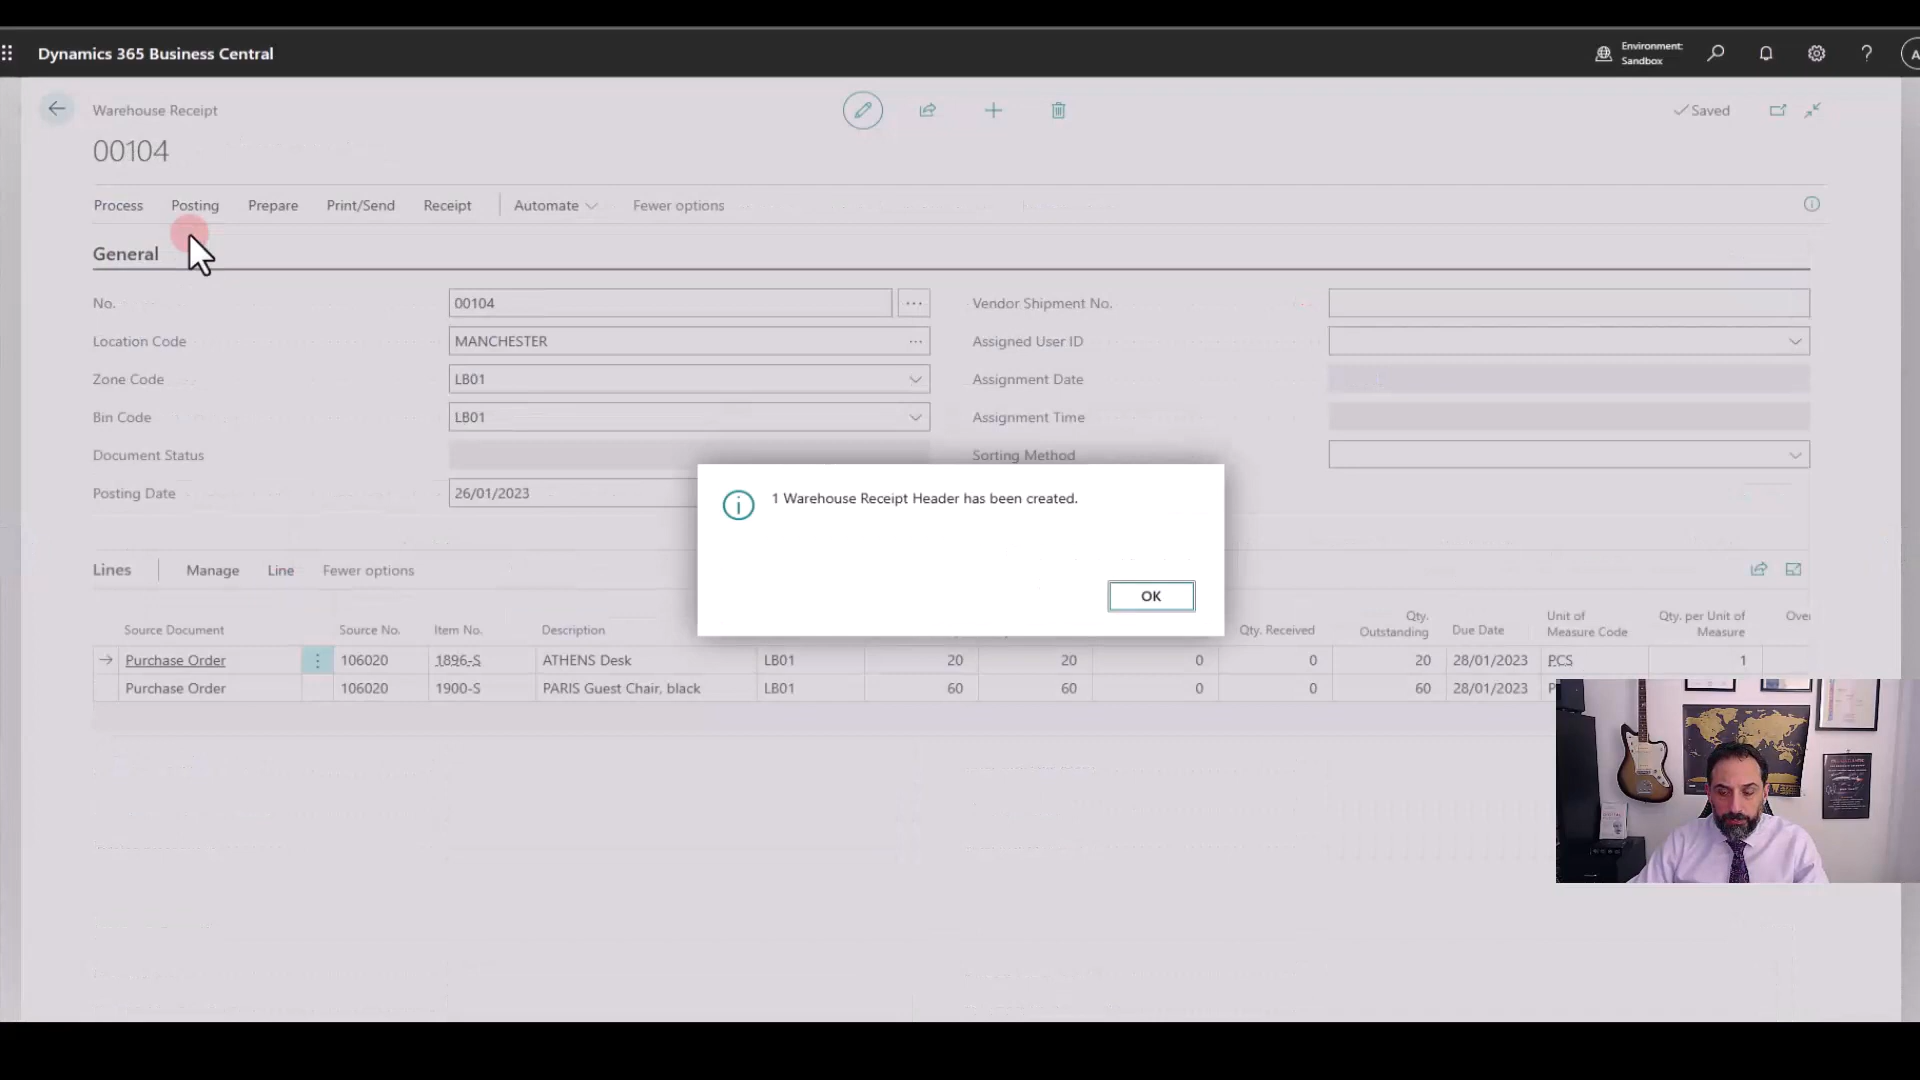 Dynamics 365 Business Central
Environment:
Sandbox
?
A
Warehouse Receipt
Saved
00104
Process Posting Prepare Print/Send Receipt Automate Fewer options
General
No. 00104
Vendor Shipment No.
Location Code MANCHESTER
Assigned User ID
Zone Code LB01
Assignment Date
Bin Code LB01
Assignment Time
Document Status
Sorting Method
Posting Date 26/01/2023
1 Warehouse Receipt Header has been created.
OK
Lines Manage Line Fewer options
Source Document Source No. Item No. Description Qty. Received Qty. Outstanding Due Date Unit of Measure Code Qty. per Unit of Measure Over
Purchase Order 106020 1896-S ATHENS Desk LB01 20 20 0 0 20 28/01/2023 PCS 1
Purchase Order 106020 1900-S PARIS Guest Chair, black LB01 60 60 0 0 60 28/01/2023